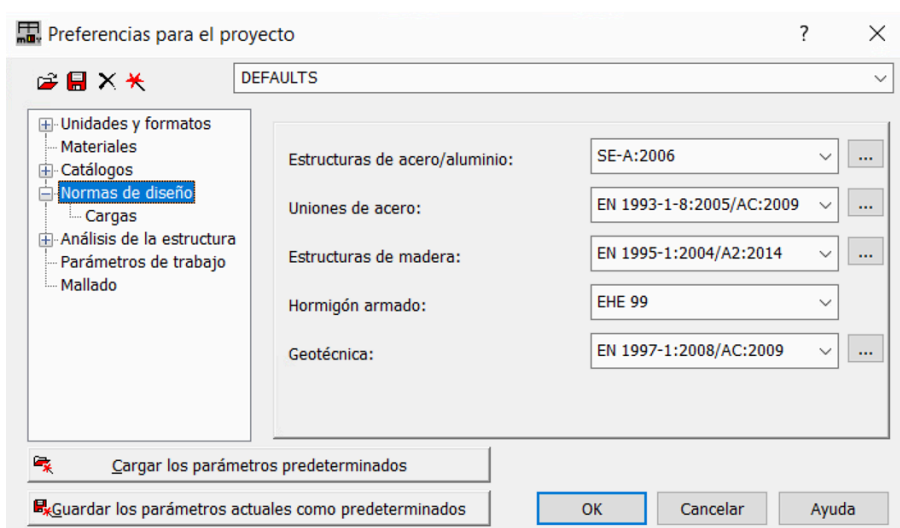 Preferencias para el proyecto
?
DEFAULTS
Unidades y formatos
Materiales
Catálogos
Normas de diseño
Cargas
Análisis de la estructura
Parámetros de trabajo
Mallado
Estructuras de acero/aluminio: SE-A:2006 ...
Uniones de acero: EN 1993-1-8:2005/AC:2009 ...
Estructuras de madera: EN 1995-1:2004/A2:2014 ...
Hormigón armado: EHE 99
Geotécnica: EN 1997-1:2008/AC:2009 ...
Cargar los parámetros predeterminados
Guardar los parámetros actuales como predeterminados
OK Cancelar Ayuda